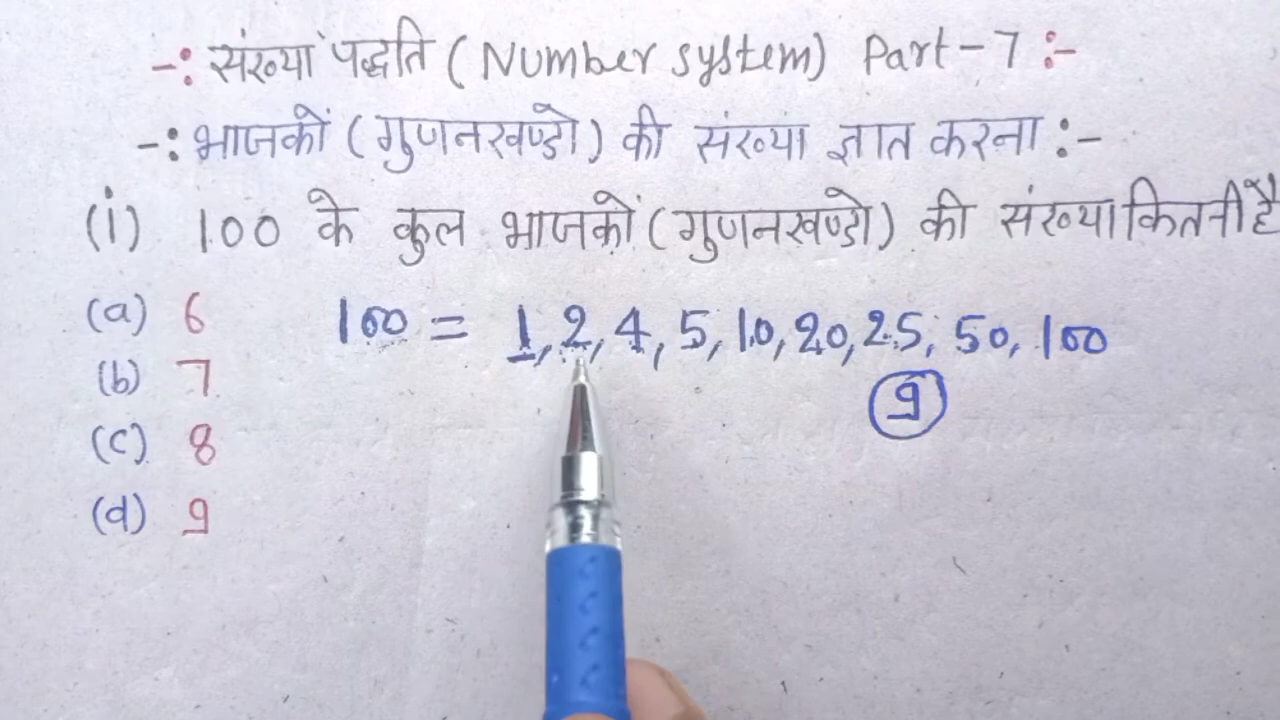 -: संख्या पद्धति (Number system) Part-7 :-
-: भाजकों (गुणनखण्डो) की संख्या ज्ञात करना :-
(i) 100 के कुल भाजकों (गुणनखण्डो) की संख्या कितनी है
(a) 6
100 = 1, 2, 4, 5, 10, 20, 25, 50, 100
(b) 7
9
(c) 8
(d) 9